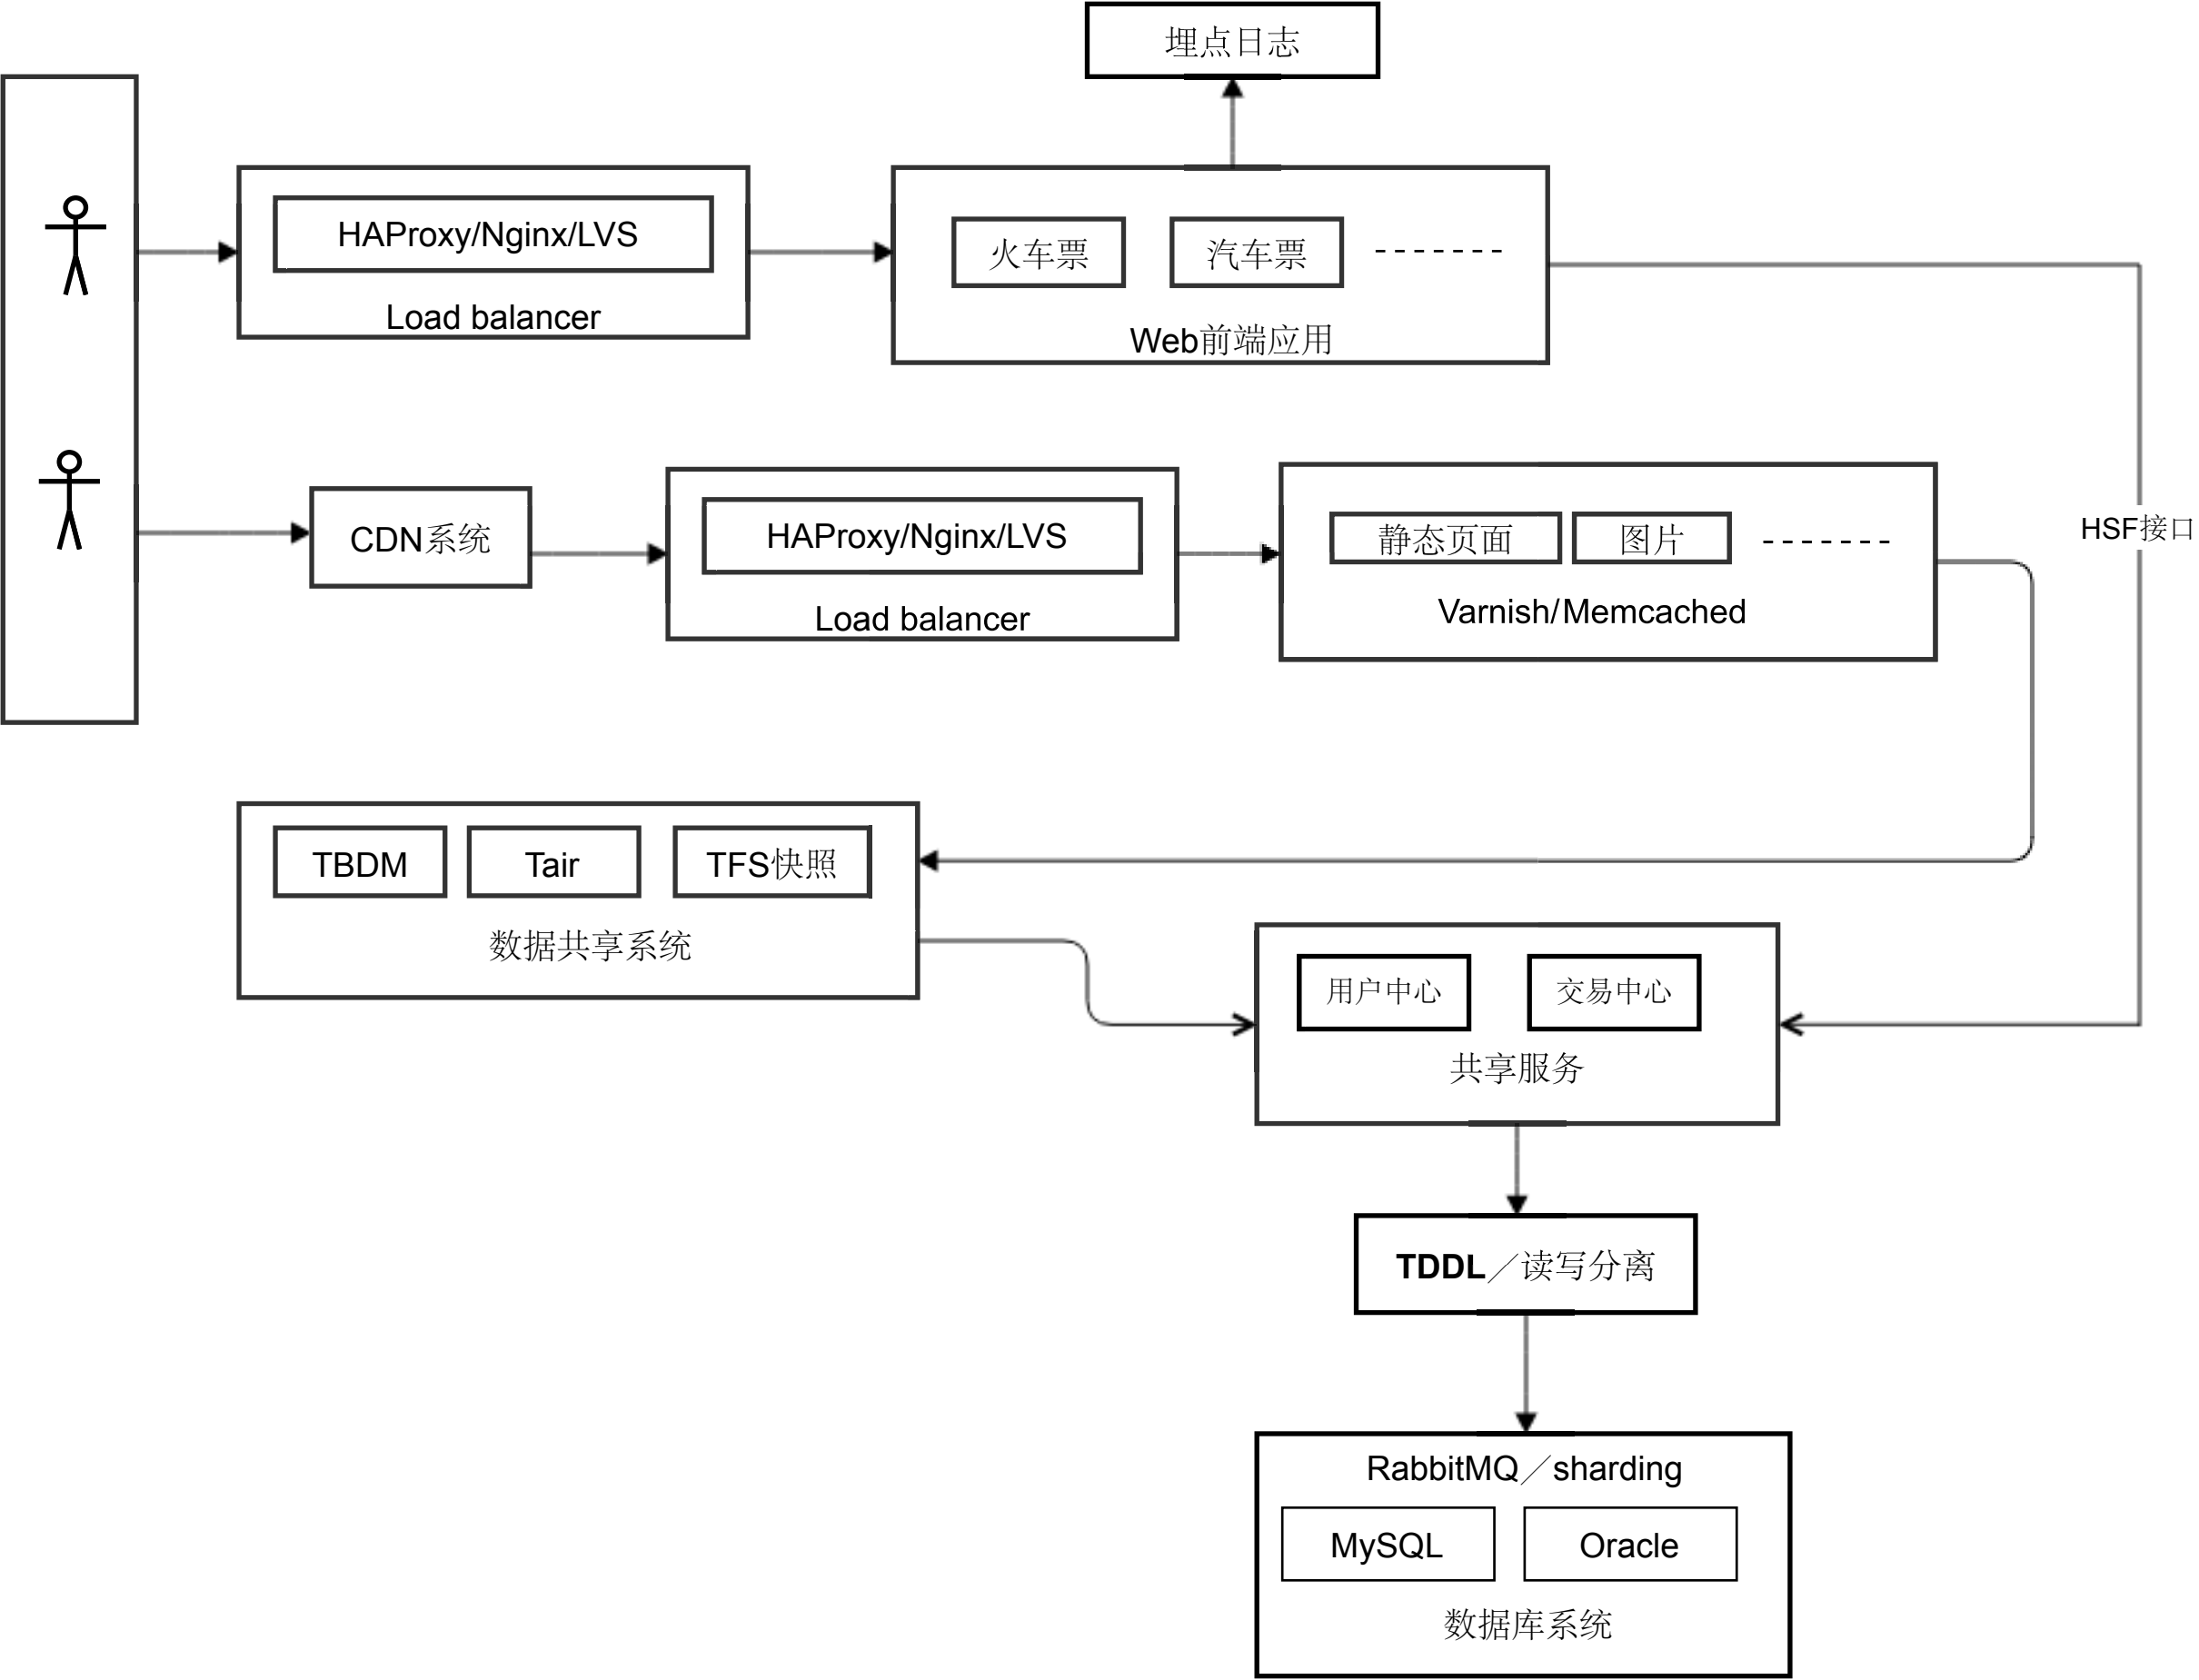 埋点日志
HAProxy/Nginx/LVS
Load balancer
火车票
汽车票
Web前端应用
CDN系统
HAProxy/Nginx/LVS
Load balancer
静态页面
图片
Varnish/Memcached
HSF接口
TBDM
Tair
TFS快照
数据共享系统
用户中心
交易中心
共享服务
TDDL／读写分离
RabbitMQ／sharding
MySQL
Oracle
数据库系统